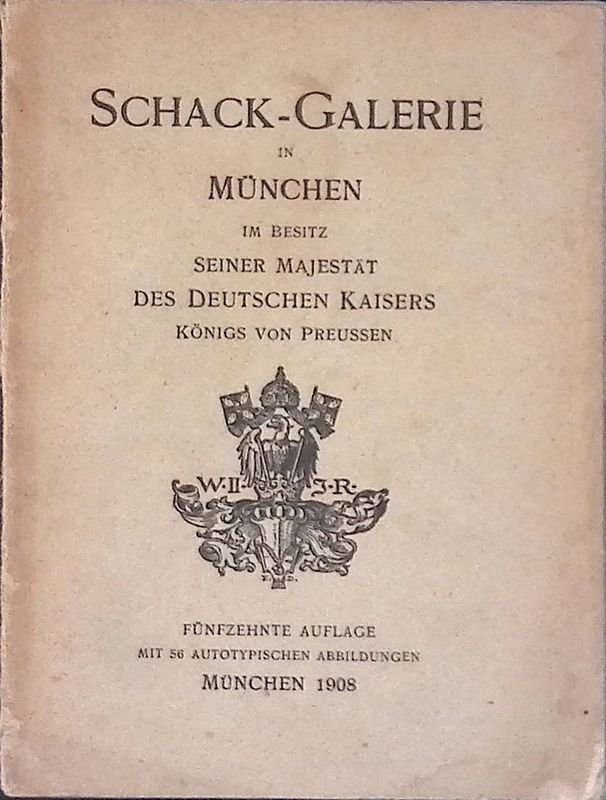 SCHACK-GALERIE
IN
MÜNCHEN
IM BESITZ
SEINER MAJESTÄT
DES DEUTSCHEN KAISERS
KÖNIGS VON PREUSSEN
W·II· J·R·
E. D.
FÜNFZEHNTE AUFLAGE
MIT 56 AUTOTYPISCHEN ABBILDUNGEN
MÜNCHEN 1908